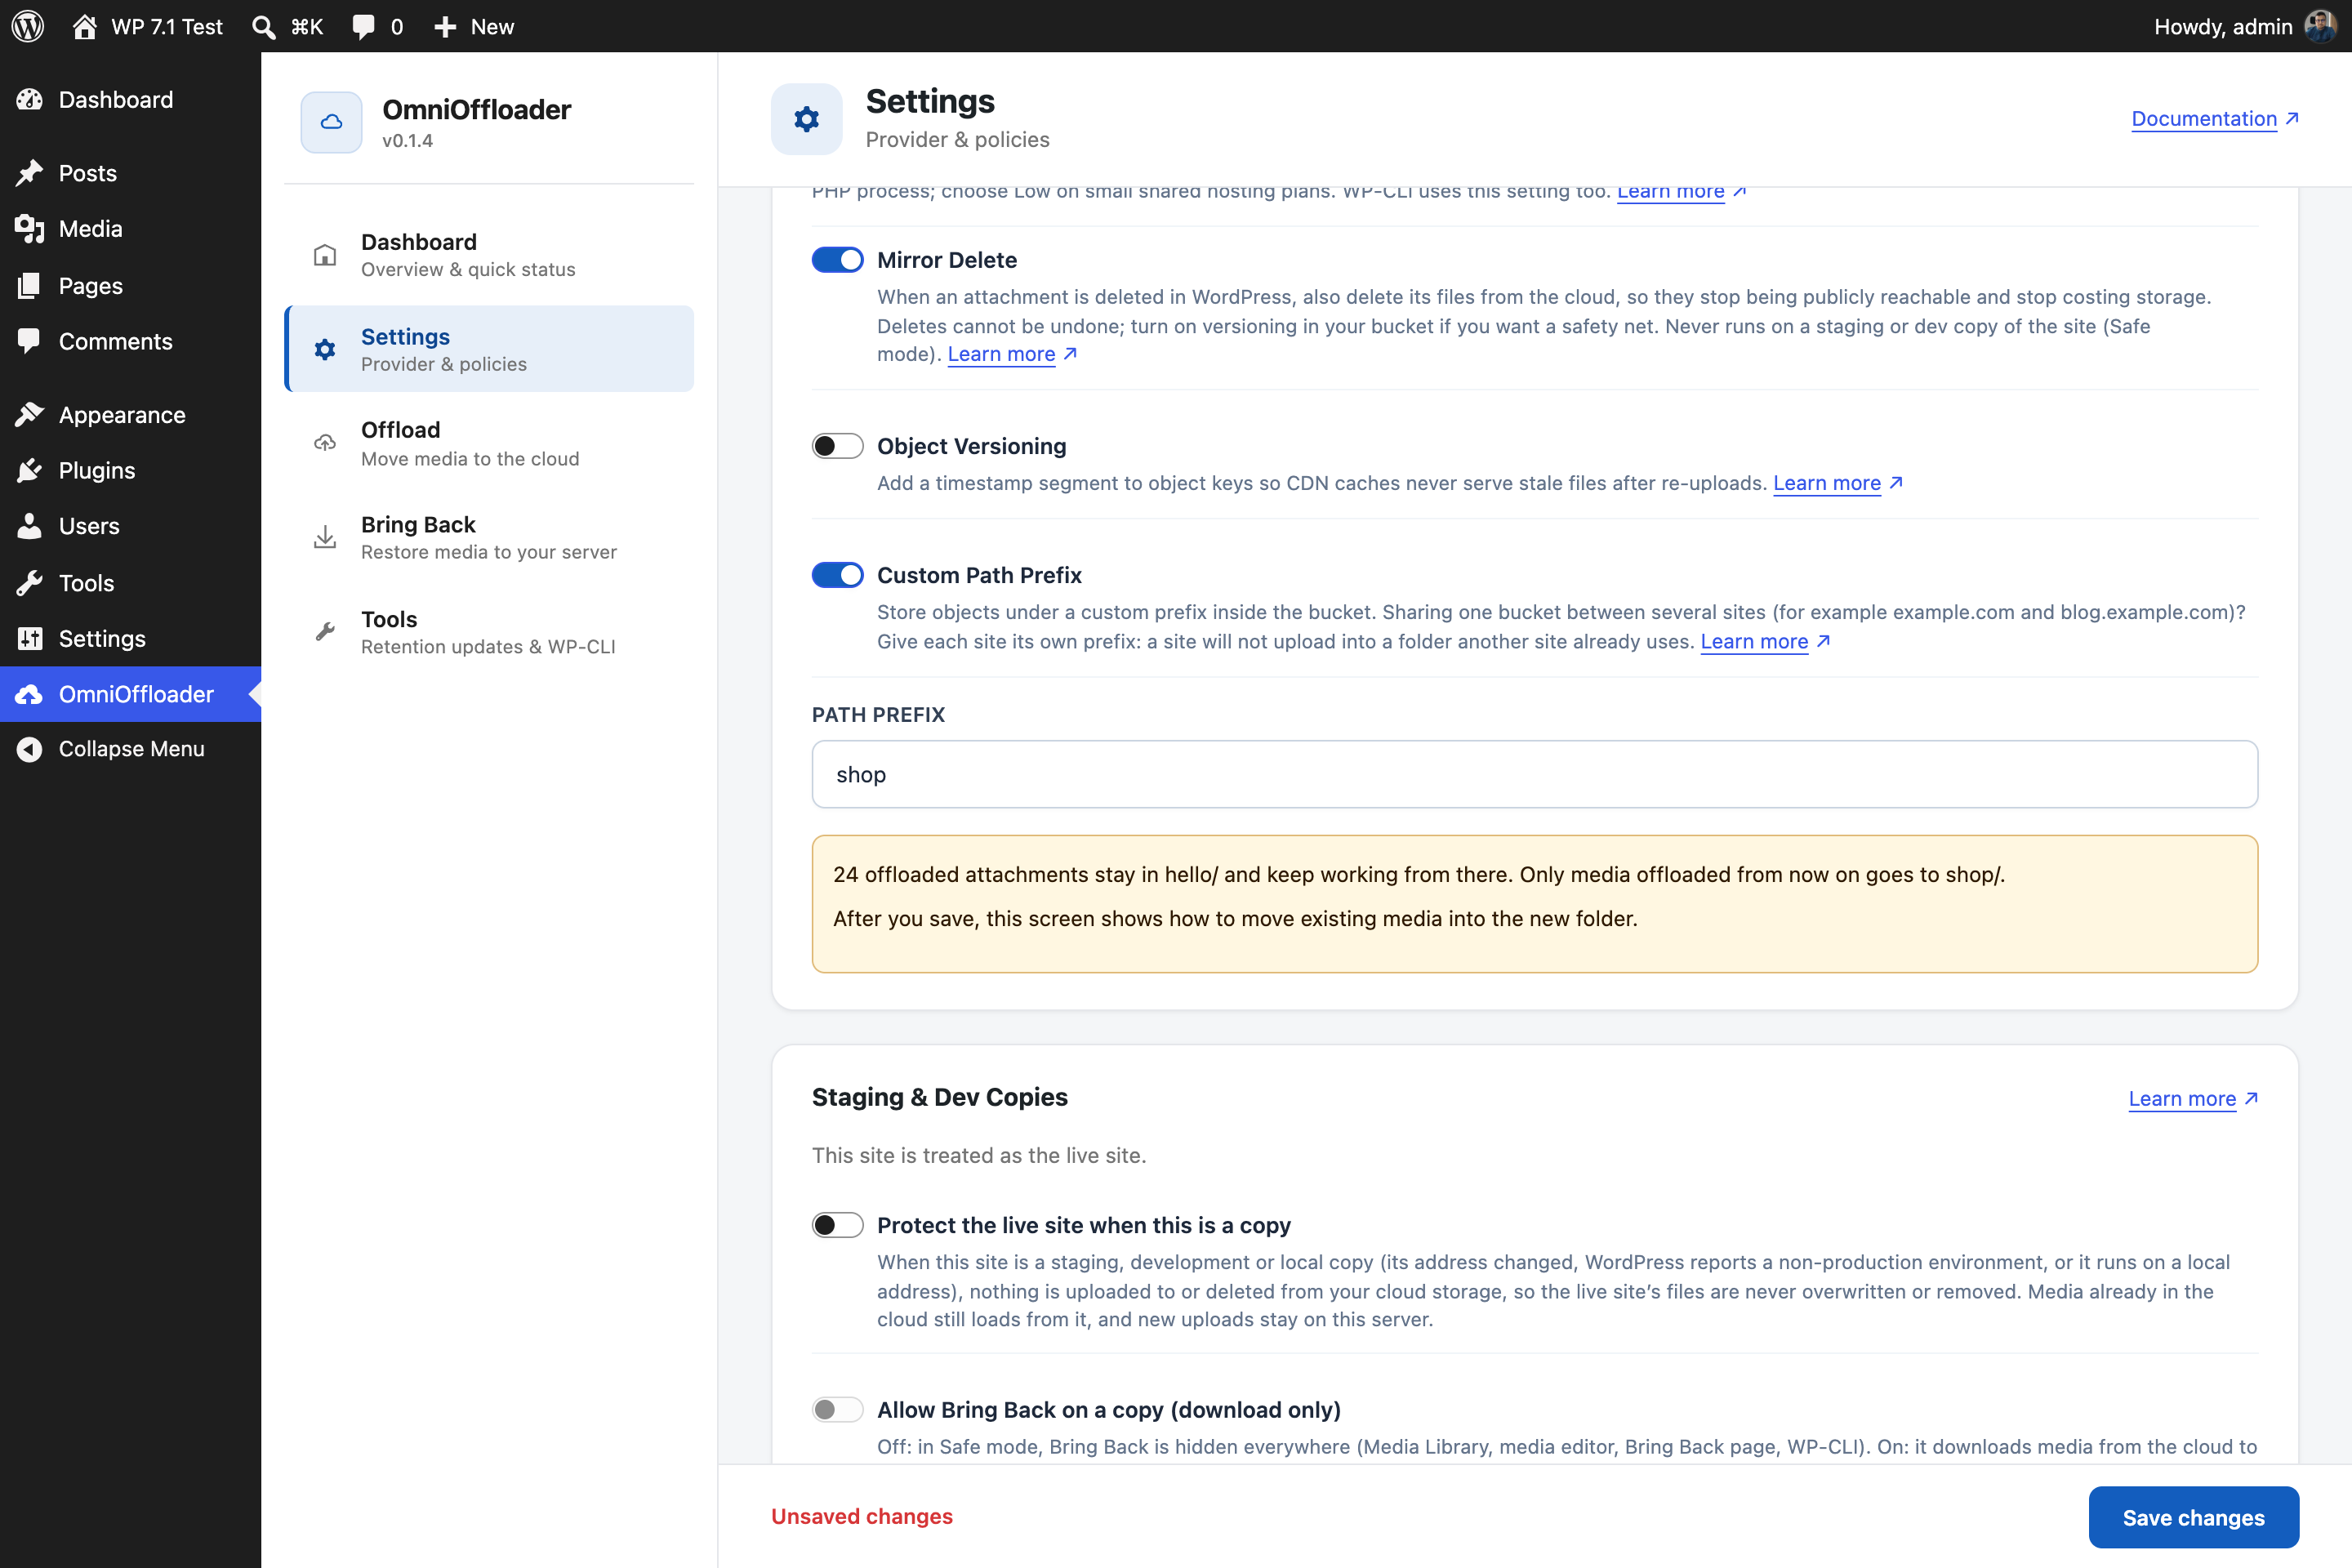 WP 7.1 Test
⌘K
0
New
Howdy, admin
Dashboard
Posts
Media
Pages
Comments
Appearance
Plugins
Users
Tools
Settings
OmniOffloader
Collapse Menu
OmniOffloader
v0.1.4
Dashboard
Overview & quick status
Settings
Provider & policies
Offload
Move media to the cloud
Bring Back
Restore media to your server
Tools
Retention updates & WP-CLI
Settings
Provider & policies
Documentation ↗
PHP process; choose Low on small shared hosting plans. WP-CLI uses this setting too. Learn more ↗
Mirror Delete
When an attachment is deleted in WordPress, also delete its files from the cloud, so they stop being publicly reachable and stop costing storage.
Deletes cannot be undone; turn on versioning in your bucket if you want a safety net. Never runs on a staging or dev copy of the site (Safe
mode). Learn more ↗
Object Versioning
Add a timestamp segment to object keys so CDN caches never serve stale files after re-uploads. Learn more ↗
Custom Path Prefix
Store objects under a custom prefix inside the bucket. Sharing one bucket between several sites (for example example.com and blog.example.com)?
Give each site its own prefix: a site will not upload into a folder another site already uses. Learn more ↗
PATH PREFIX
shop
24 offloaded attachments stay in hello/ and keep working from there. Only media offloaded from now on goes to shop/.
After you save, this screen shows how to move existing media into the new folder.
Staging & Dev Copies
Learn more ↗
This site is treated as the live site.
Protect the live site when this is a copy
When this site is a staging, development or local copy (its address changed, WordPress reports a non-production environment, or it runs on a local
address), nothing is uploaded to or deleted from your cloud storage, so the live site’s files are never overwritten or removed. Media already in the
cloud still loads from it, and new uploads stay on this server.
Allow Bring Back on a copy (download only)
Off: in Safe mode, Bring Back is hidden everywhere (Media Library, media editor, Bring Back page, WP-CLI). On: it downloads media from the cloud to
Unsaved changes
Save changes